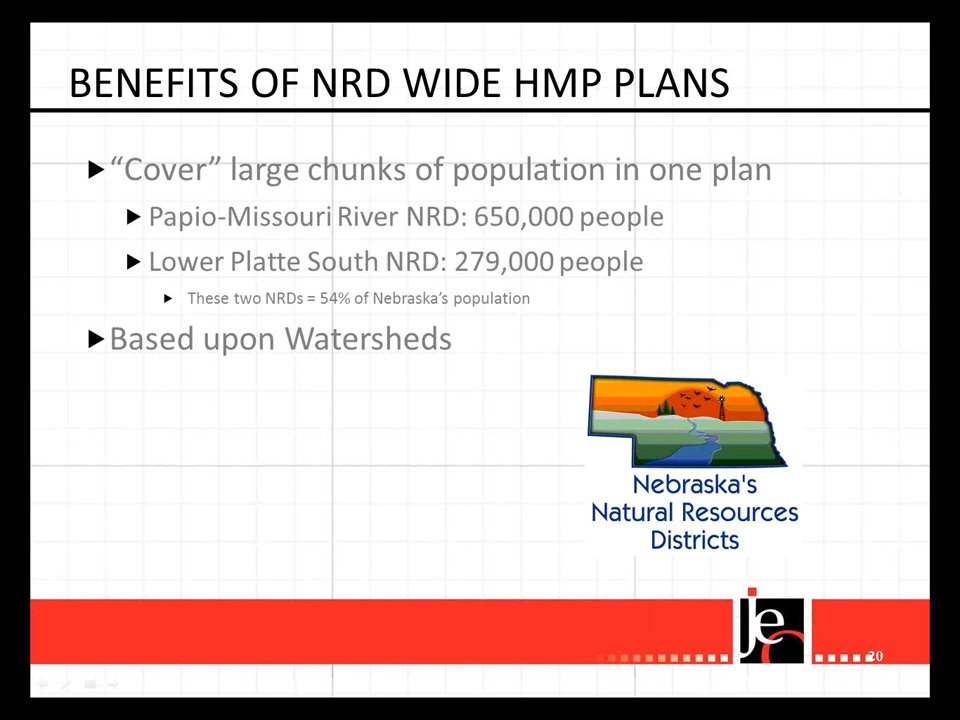 BENEFITS OF NRD WIDE HMP PLANS
“Cover” large chunks of population in one plan
Papio-Missouri River NRD: 650,000 people
Lower Platte South NRD: 279,000 people
These two NRDs = 54% of Nebraska’s population
Based upon Watersheds
Nebraska's
Natural Resources
Districts
jeo
20